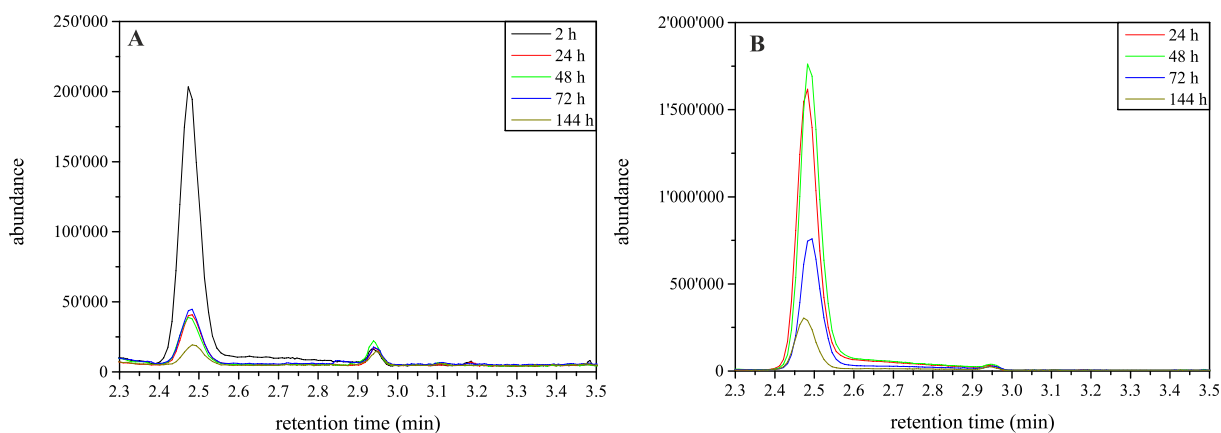 A
250'000
200'000
150'000
100'000
50'000
0
abundance
2.3 2.4 2.5 2.6 2.7 2.8 2.9 3.0 3.1 3.2 3.3 3.4 3.5
retention time (min)
2 h
24 h
48 h
72 h
144 h
B
2'000'000
1'500'000
1'000'000
500'000
0
abundance
2.3 2.4 2.5 2.6 2.7 2.8 2.9 3.0 3.1 3.2 3.3 3.4 3.5
retention time (min)
24 h
48 h
72 h
144 h